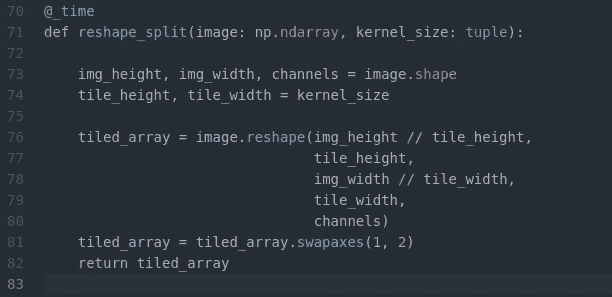 70 @_time
71 def reshape_split(image: np.ndarray, kernel_size: tuple):
72
73     img_height, img_width, channels = image.shape
74     tile_height, tile_width = kernel_size
75
76     tiled_array = image.reshape(img_height // tile_height,
77                                 tile_height,
78                                 img_width // tile_width,
79                                 tile_width,
80                                 channels)
81     tiled_array = tiled_array.swapaxes(1, 2)
82     return tiled_array
83